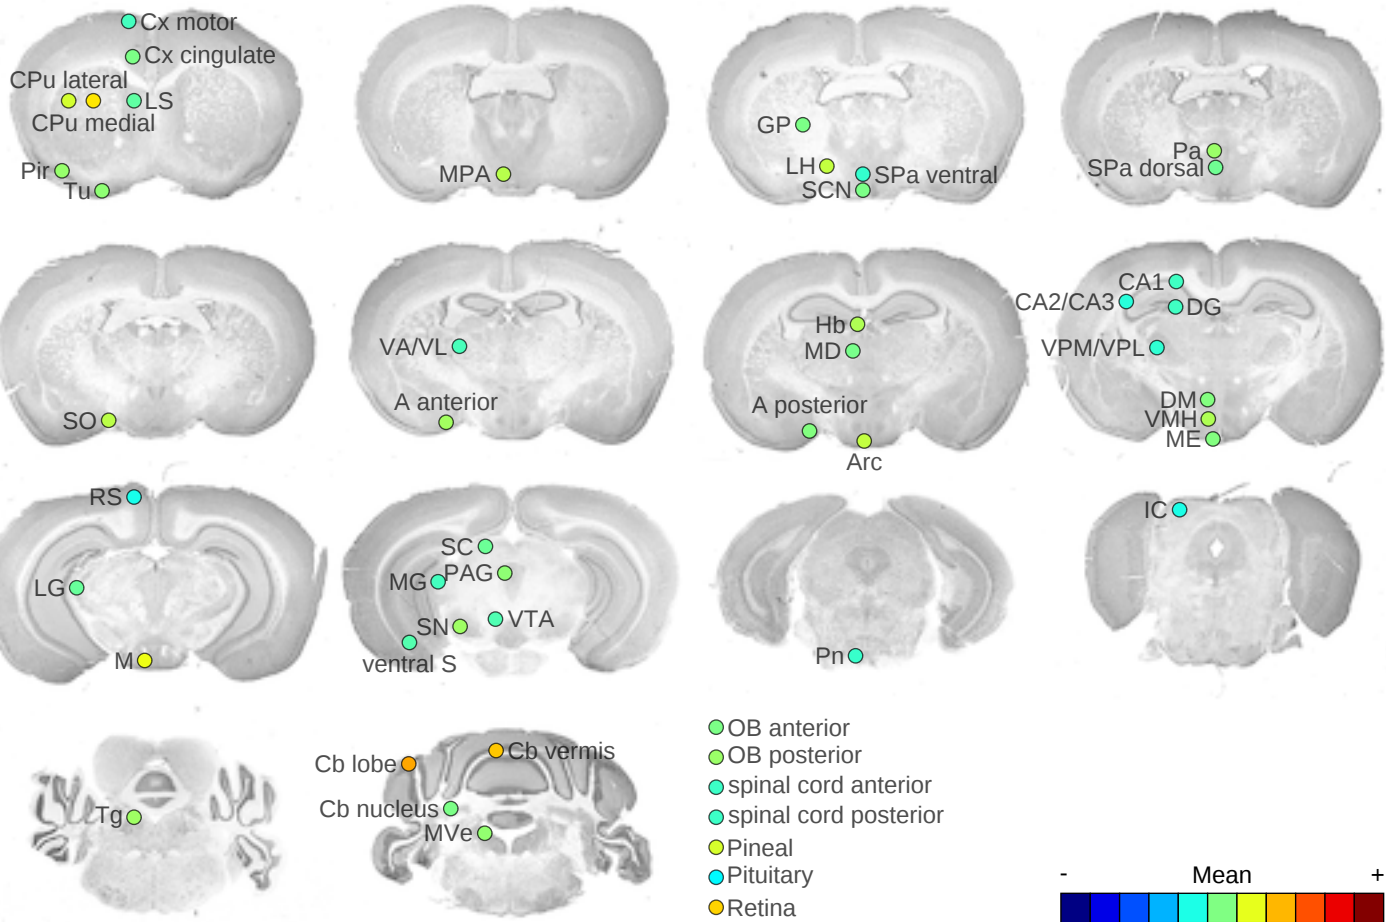 Cx motor
Cx cingulate
CPu lateral
LS
CPu medial
Pir
Tu
MPA
GP
LH
SPa ventral
SCN
Pa
SPa dorsal
SO
VA/VL
A anterior
Hb
MD
A posterior
Arc
CA1
CA2/CA3
DG
VPM/VPL
DM
VMH
ME
RS
LG
M
SC
MG
PAG
SN
VTA
ventral S
Pn
IC
Tg
Cb lobe
Cb vermis
Cb nucleus
MVe
OB anterior
OB posterior
spinal cord anterior
spinal cord posterior
Pineal
Pituitary
Retina
- Mean +